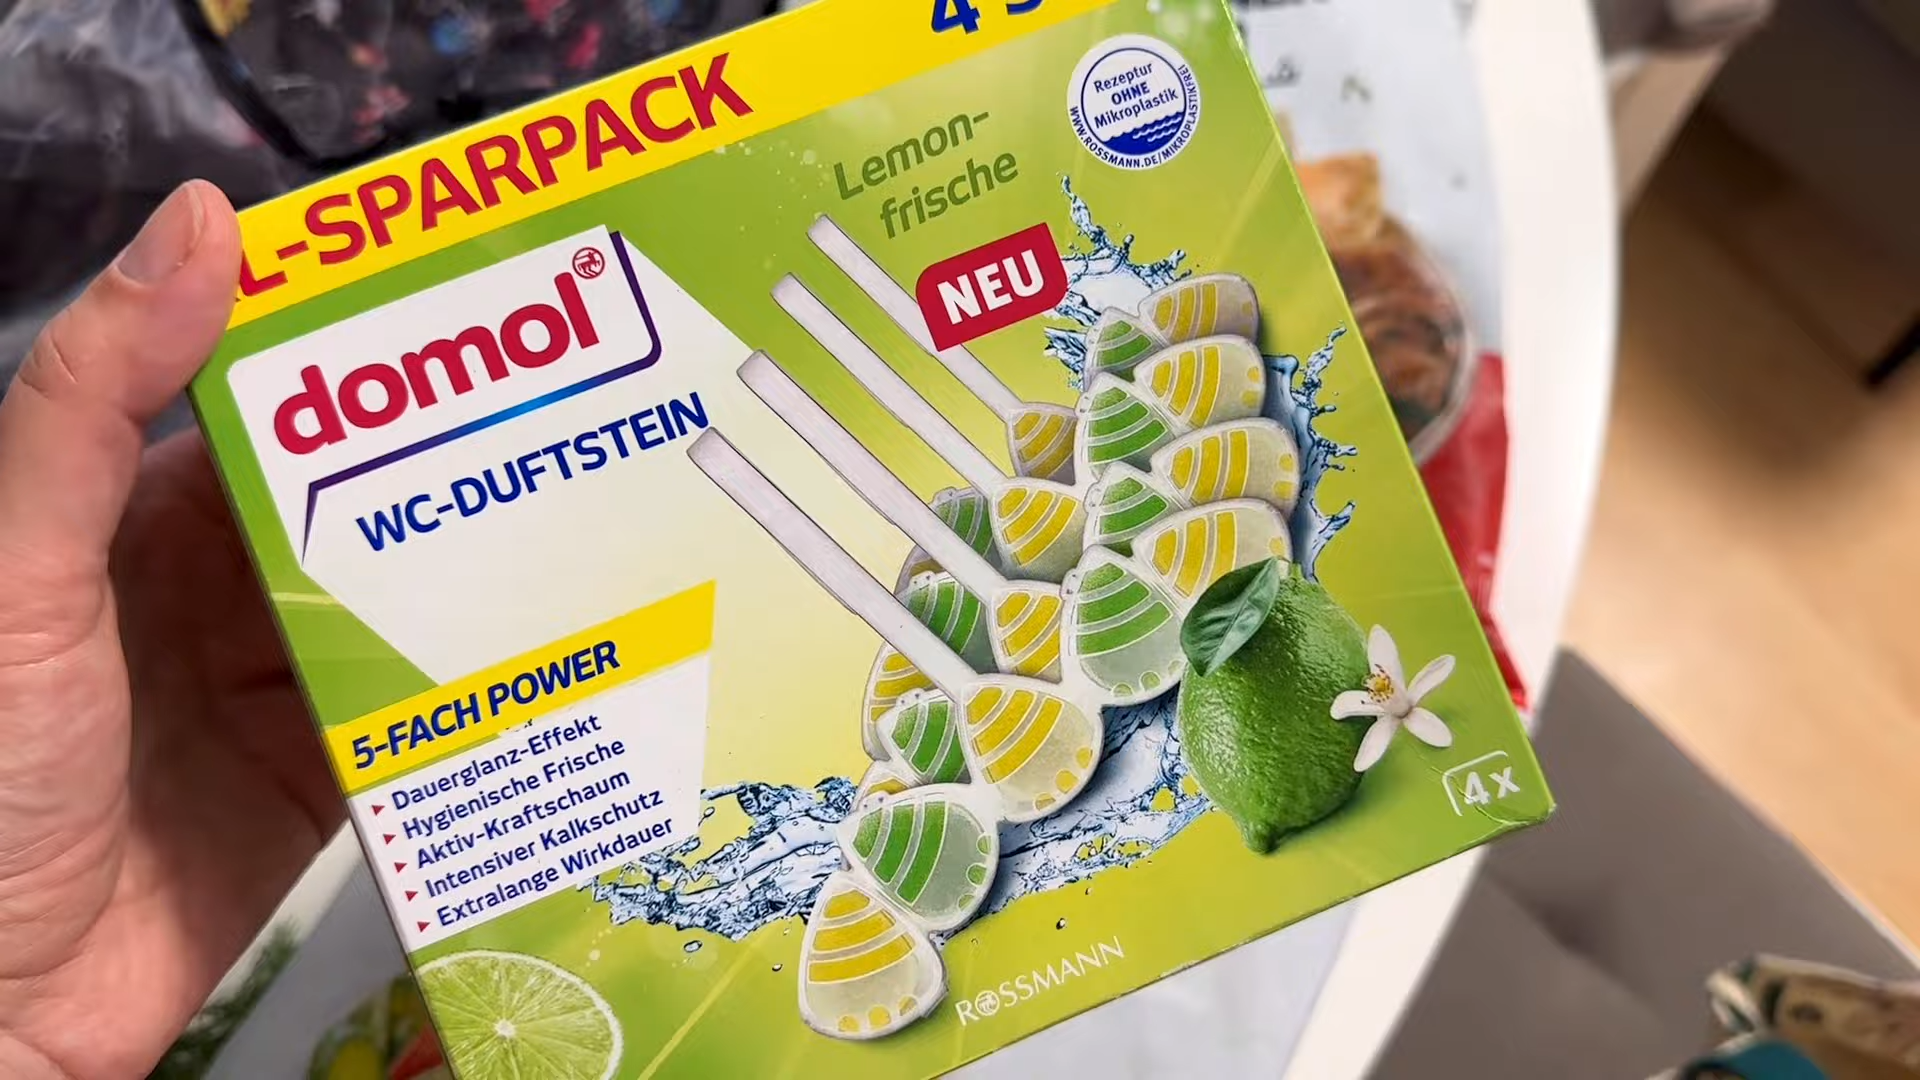 L-SPARPACK
Lemon-
frische
Rezeptur
OHNE
Mikroplastik
WWW.ROSSMANN.DE/MIKROPLASTIKFREI
NEU
domol
WC-DUFTSTEIN
5-FACH POWER
Dauerglanz-Effekt
Hygienische Frische
Aktiv-Kraftschaum
Intensiver Kalkschutz
Extralange Wirkdauer
4x
ROSSMANN